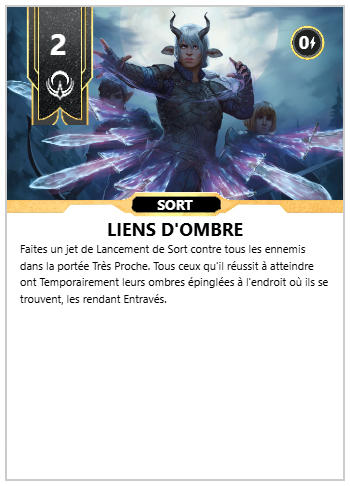 2
0
SORT
LIENS D'OMBRE
Faites un jet de Lancement de Sort contre tous les ennemis
dans la portée Très Proche. Tous ceux qu'il réussit à atteindre
ont Temporairement leurs ombres épinglées à l'endroit où ils se
trouvent, les rendant Entravés.